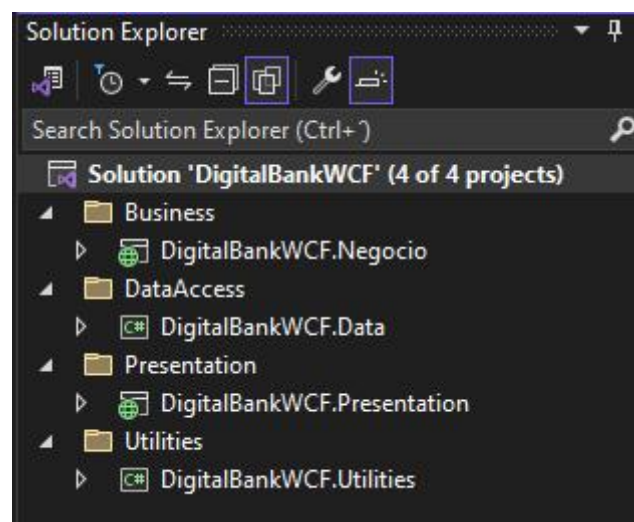 Solution Explorer
Search Solution Explorer (Ctrl+´)
Solution 'DigitalBankWCF' (4 of 4 projects)
Business
DigitalBankWCF.Negocio
DataAccess
C# DigitalBankWCF.Data
Presentation
DigitalBankWCF.Presentation
Utilities
C# DigitalBankWCF.Utilities